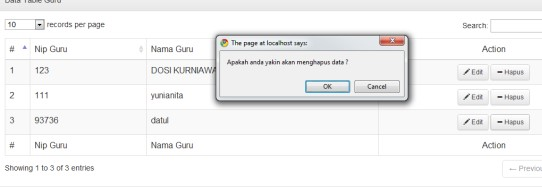 Data Table Guru
10 records per page
Search:
# Nip Guru Nama Guru Action
The page at localhost says:
Apakah anda yakin akan menghapus data ?
OK Cancel
1 123 DOSI KURNIAWA Edit Hapus
2 111 yunianita Edit Hapus
3 93736 datul Edit Hapus
# Nip Guru Nama Guru Action
Showing 1 to 3 of 3 entries
← Previou